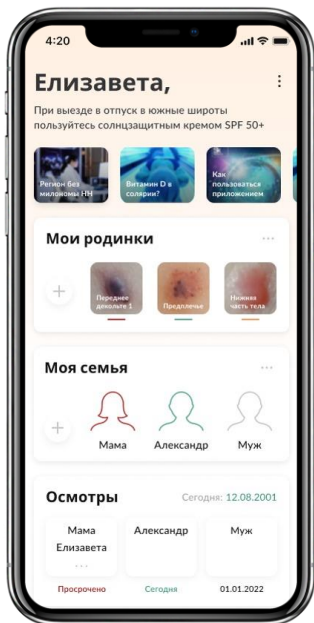 4:20
Елизавета,
При выезде в отпуск в южные широты
пользуйтесь солнцзащитным кремом SPF 50+
Регион без
миломоны НН
Витамин D в
солярии?
Как
пользоваться
приложением
Мои родинки
Переднее
декольте 1
Предплечье
Нижняя
часть тела
Моя семья
Мама
Александр
Муж
Осмотры
Сегодня: 12.08.2001
Мама
Елизавета
Александр
Муж
Просрочено
Сегодня
01.01.2022